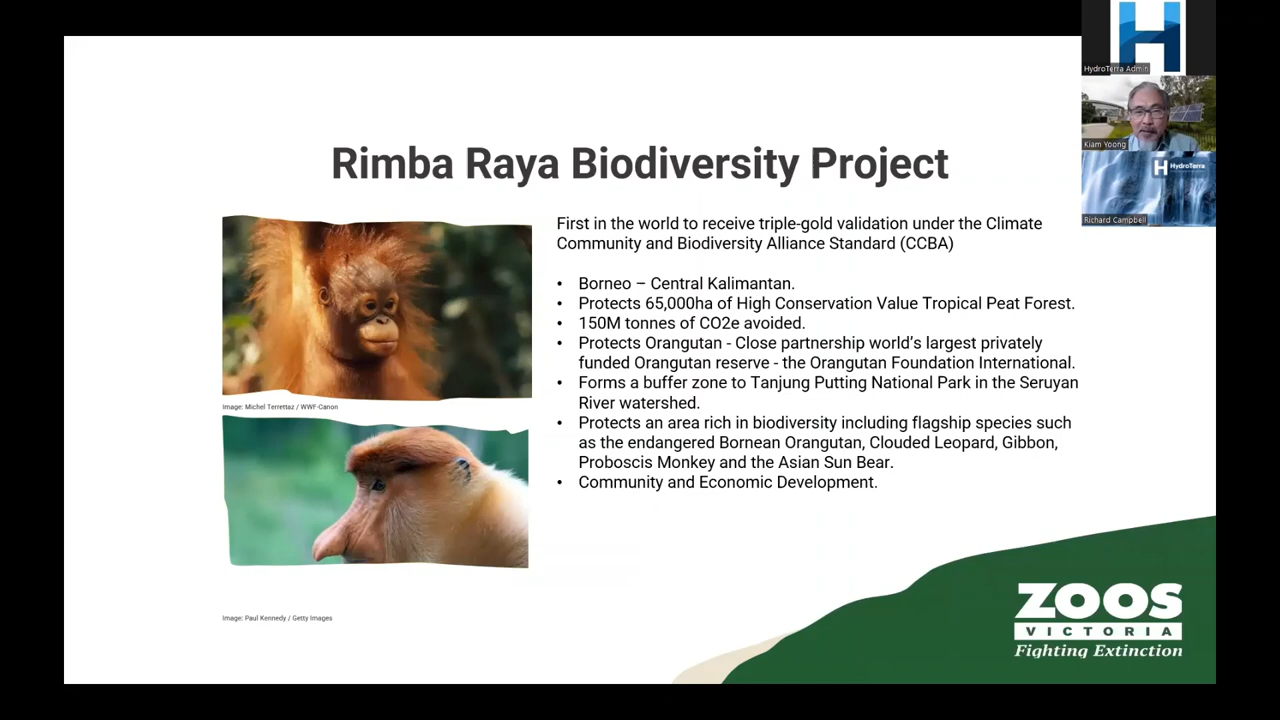 HydroTerra Admin
Kiam Yoong
HydroTerra
Richard Campbell
Rimba Raya Biodiversity Project
First in the world to receive triple-gold validation under the Climate
Community and Biodiversity Alliance Standard (CCBA)
• Borneo – Central Kalimantan.
• Protects 65,000ha of High Conservation Value Tropical Peat Forest.
• 150M tonnes of CO2e avoided.
• Protects Orangutan - Close partnership world's largest privately
funded Orangutan reserve - the Orangutan Foundation International.
• Forms a buffer zone to Tanjung Putting National Park in the Seruyan
River watershed.
• Protects an area rich in biodiversity including flagship species such
as the endangered Bornean Orangutan, Clouded Leopard, Gibbon,
Proboscis Monkey and the Asian Sun Bear.
• Community and Economic Development.
Image: Michel Terrettaz / WWF-Canon
Image: Paul Kennedy / Getty Images
ZOOS
VICTORIA
Fighting Extinction